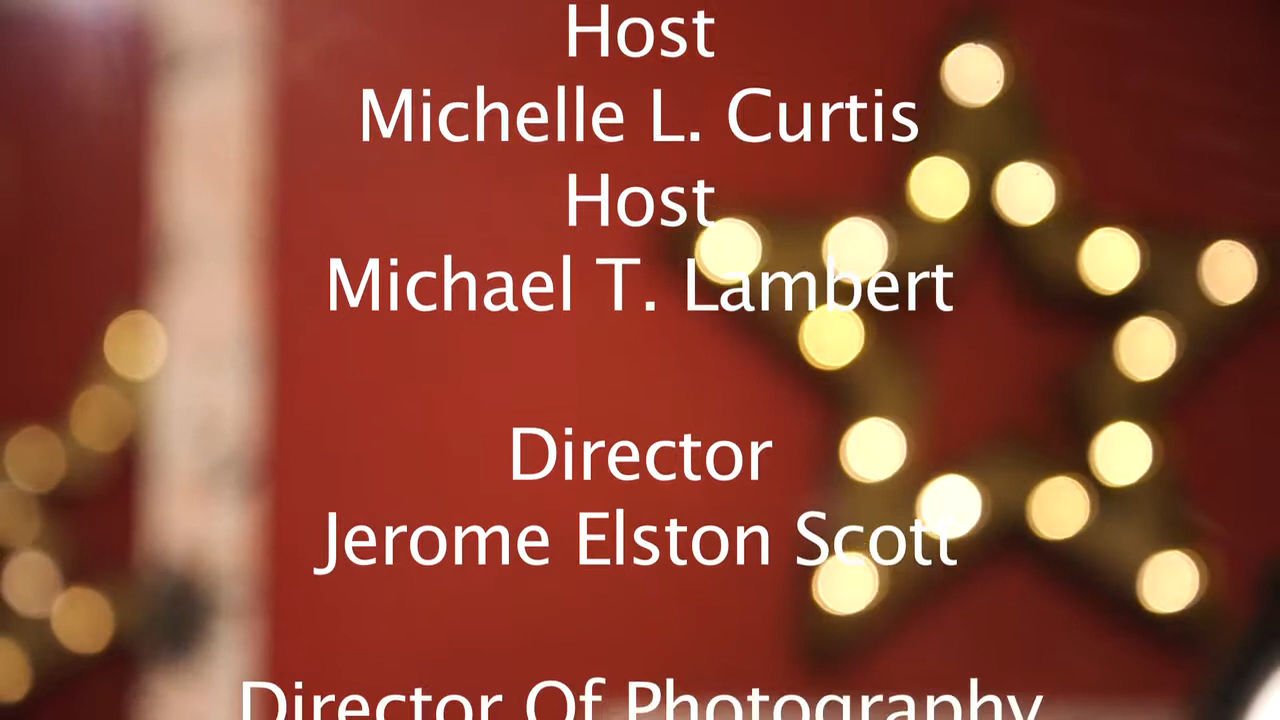 Host
Michelle L. Curtis
Host
Michael T. Lambert
Director
Jerome Elston Scott
Director Of Photography